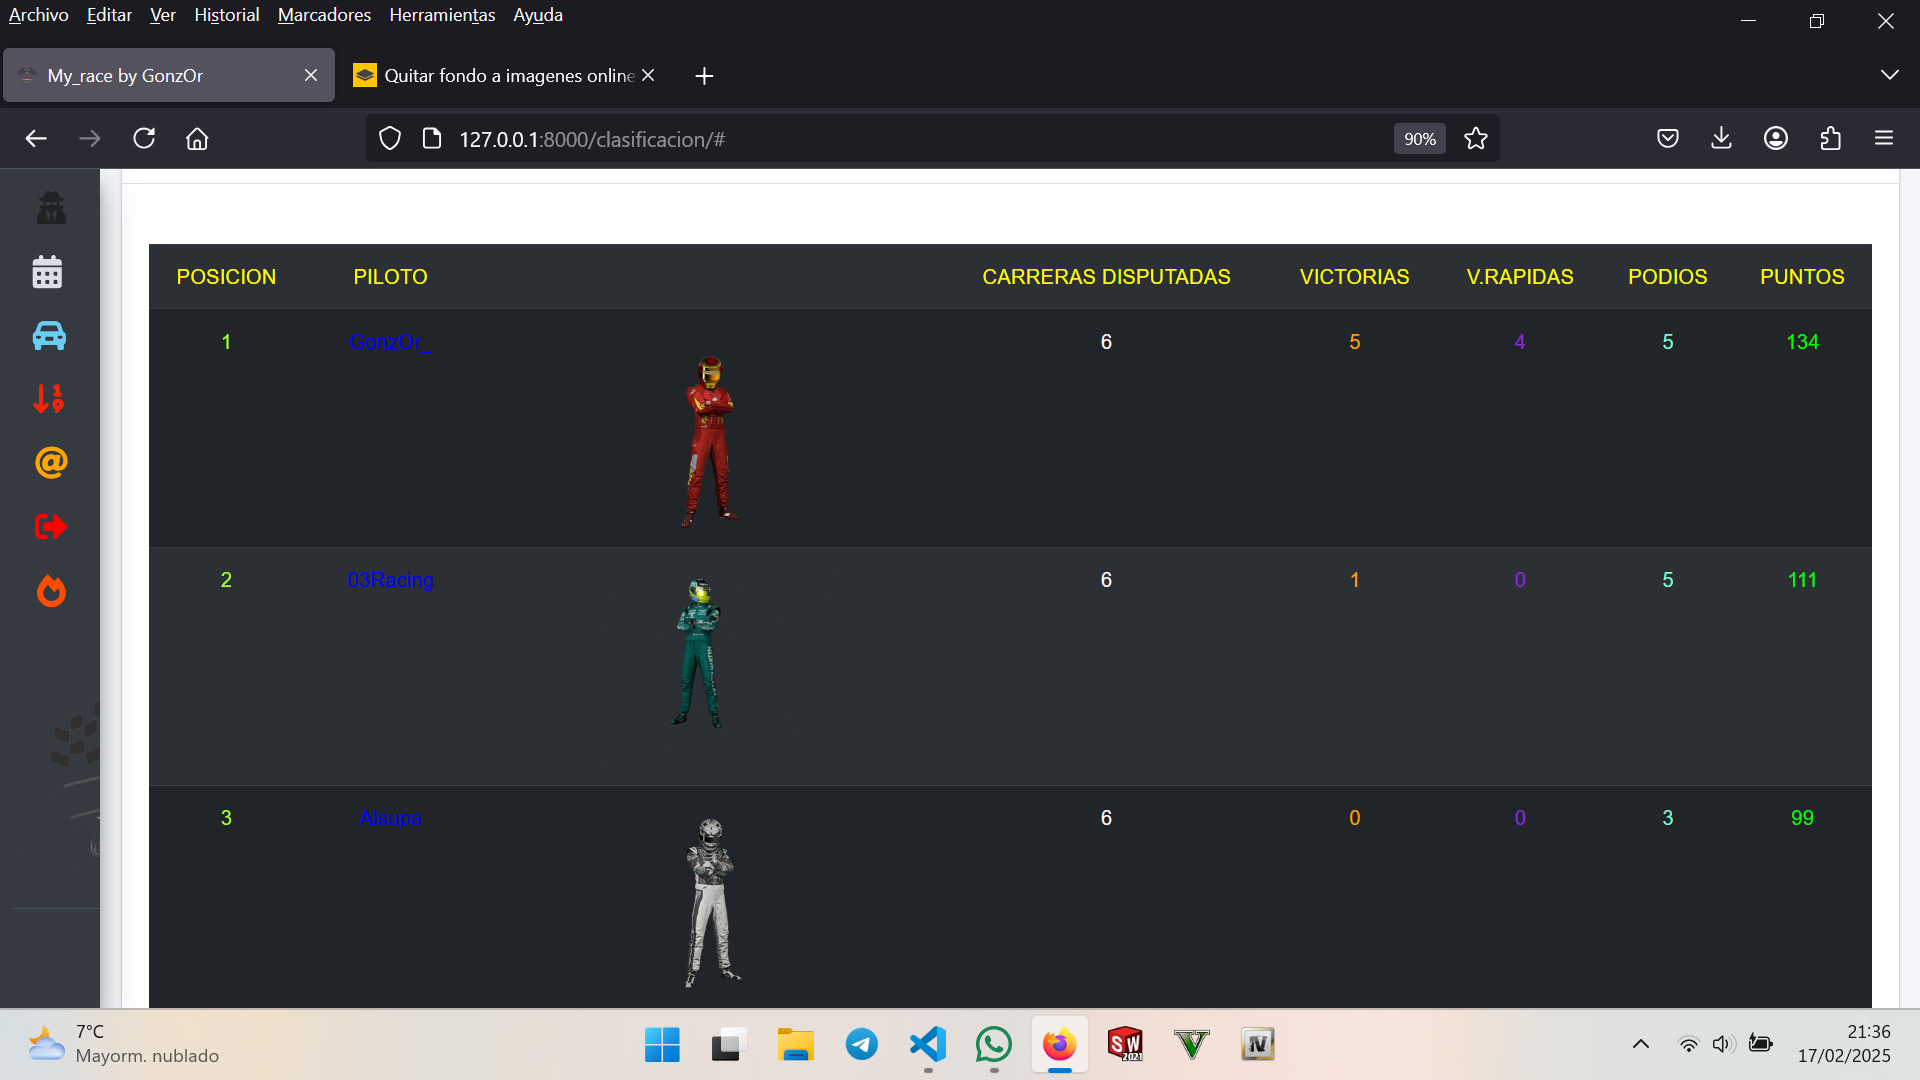 Archivo Editar Ver Historial Marcadores Herramientas Ayuda
My_race by GonzOr
Quitar fondo a imagenes online
127.0.0.1:8000/clasificacion/#
90%
POSICION PILOTO CARRERAS DISPUTADAS VICTORIAS V.RAPIDAS PODIOS PUNTOS
1 GonzOr_ 6 5 4 5 134
2 03Racing 6 1 0 5 111
3 Alsupa 6 0 0 3 99
7°C
Mayorm. nublado
SW
2021
V
IV
21:36
17/02/2025